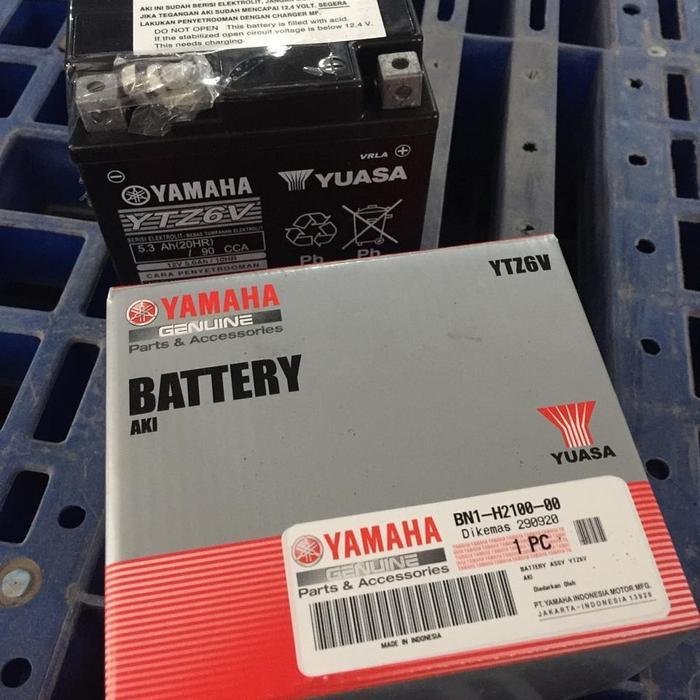 AKI INI SUDAH BERISI ELEKTROLIT,
JIKA TEGANGAN AKI SUDAH MENCAPAI 12,4 VOLT, SEGERA
LAKUKAN PENYETROOMAN DENGAN CHARGER MF.
DO NOT OPEN This battery is filled with acid.
If the stabilized open circuit voltage is below 12.4 V.
This needs charging.
VRLA
YAMAHA
YUASA
YTZ6V
BERISI ELEKTROLIT-BEBAS TUMPAHAN ELEKTROLIT
5.3 Ah(20HR)
/ 90 CCA
12V 5.0Ah / 10HR
CARA PENYETROOMAN
Pb
Pb
YTZ6V
YAMAHA
GENUINE
Parts & Accessories
BATTERY
AKI
YUASA
YAMAHA
GENUINE
Parts & Accessories
MADE IN INDONESIA
BN1-H2100-00
Dikemas 290920
1 PC
BATTERY ASSY YTZ6V
AKI
Diedarkan Oleh
PT.YAMAHA INDONESIA MOTOR MFG.
JAKARTA-INDONESIA 13920